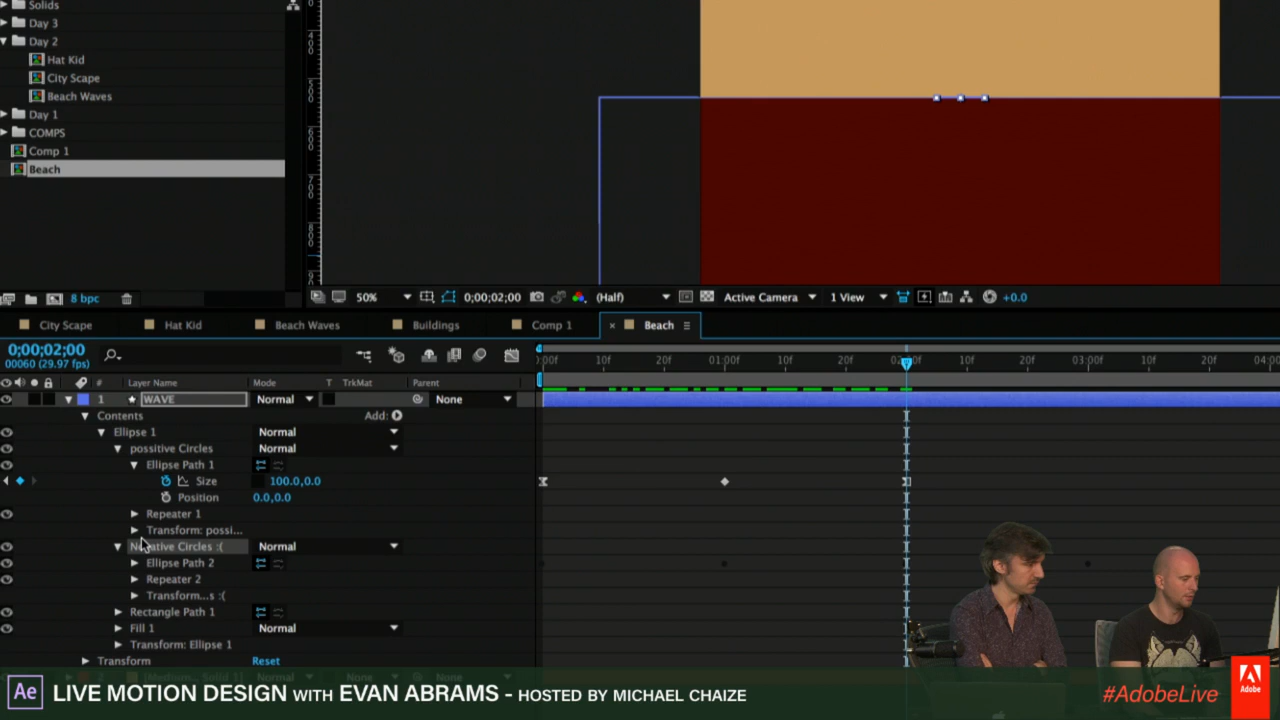 Solids
Day 3
Day 2
Hat Kid
City Scape
Beach Waves
Day 1
COMPS
Comp 1
Beach
8 bpc
50%
0;00;02;00
(Half)
Active Camera
1 View
+0.0
City Scape
Hat Kid
Beach Waves
Buildings
Comp 1
× Beach
0;00;02;00
00060 (29.97 fps)
10f
20f
01:00f
10f
20f
10f
20f
03:00f
10f
20f
04:00
# Layer Name Mode T TrkMat Parent
1 WAVE Normal None
Contents Add:
Ellipse 1 Normal
possitive Circles Normal
Ellipse Path 1
Size 100.0,0.0
Position 0.0,0.0
Repeater 1
Transform: possi...
Negative Circles :( Normal
Ellipse Path 2
Repeater 2
Transform...s :(
Rectangle Path 1
Fill 1 Normal
Transform: Ellipse 1
Transform Reset
Ae LIVE MOTION DESIGN WITH EVAN ABRAMS - HOSTED BY MICHAEL CHAIZE
#AdobeLive
Adobe